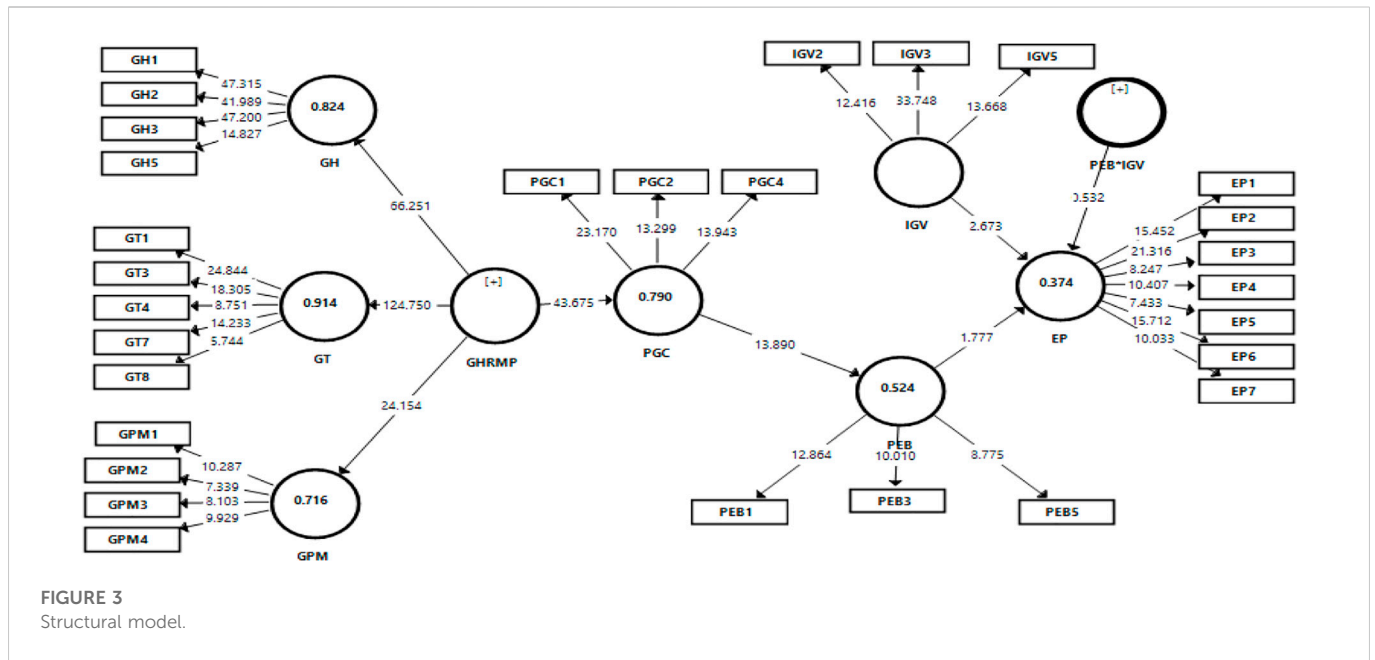 GH1
GH2
GH3
GH5
47.315
41.989
47.200
14.827
0.824
GH
66.251
GT1
GT3
GT4
GT7
GT8
24.844
18.305
8.751
14.233
5.744
0.914
GT
124.750
GPM1
GPM2
GPM3
GPM4
10.287
7.339
8.103
9.929
0.716
GPM
24.154
[+]
GHRMP
43.675
PGC1
PGC2
PGC4
23.170
13.299
13.943
0.790
PGC
13.890
IGV2
IGV3
IGV5
12.416
33.748
13.668
IGV
2.673
[+]
PEB*IGV
0.532
0.374
EP
1.777
EP1
EP2
EP3
EP4
EP5
EP6
EP7
15.452
21.316
8.247
10.407
7.433
15.712
10.033
0.524
PEB
12.864
10.010
8.775
PEB1
PEB3
PEB5
FIGURE 3
Structural model.